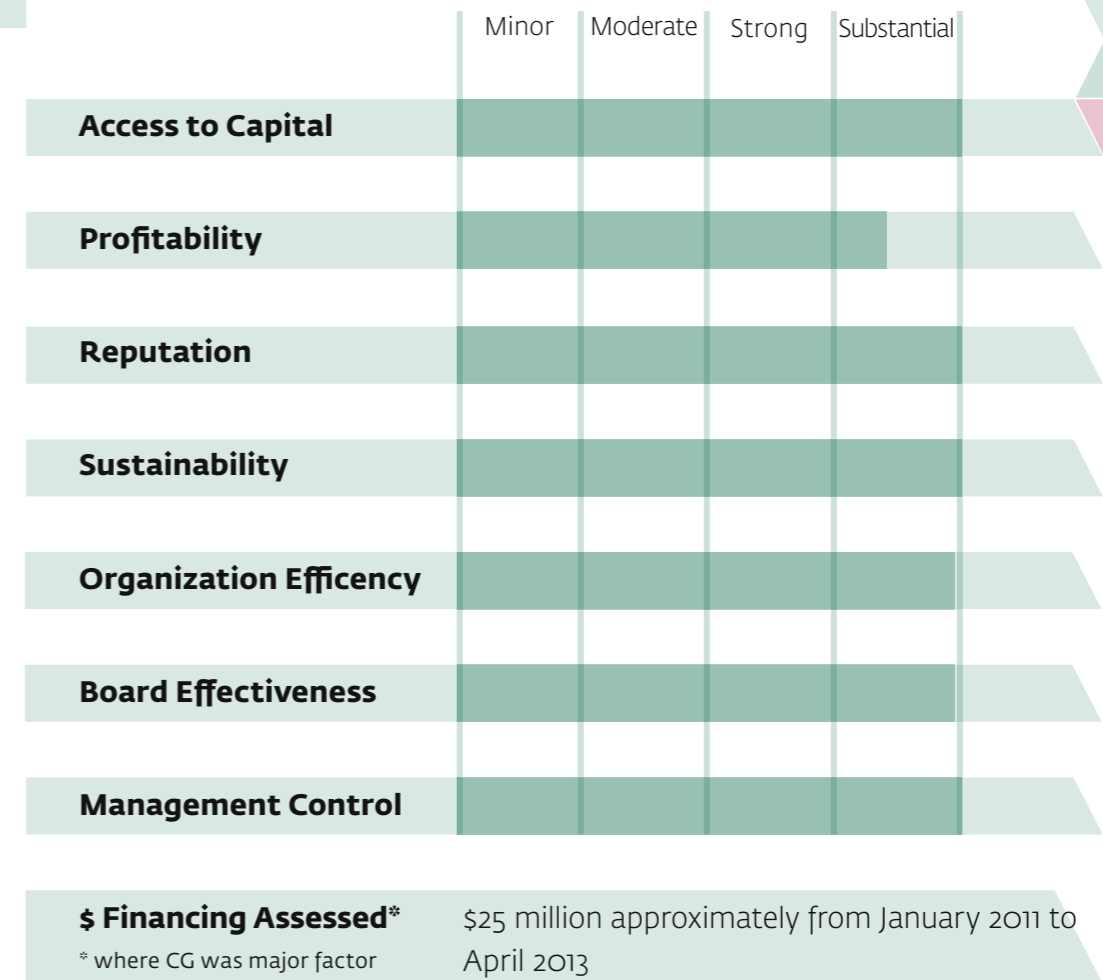 Minor Moderate Strong Substantial
Access to Capital
Profitability
Reputation
Sustainability
Organization Efficency
Board Effectiveness
Management Control
$ Financing Assessed* $25 million approximately from January 2011 to
* where CG was major factor April 2013